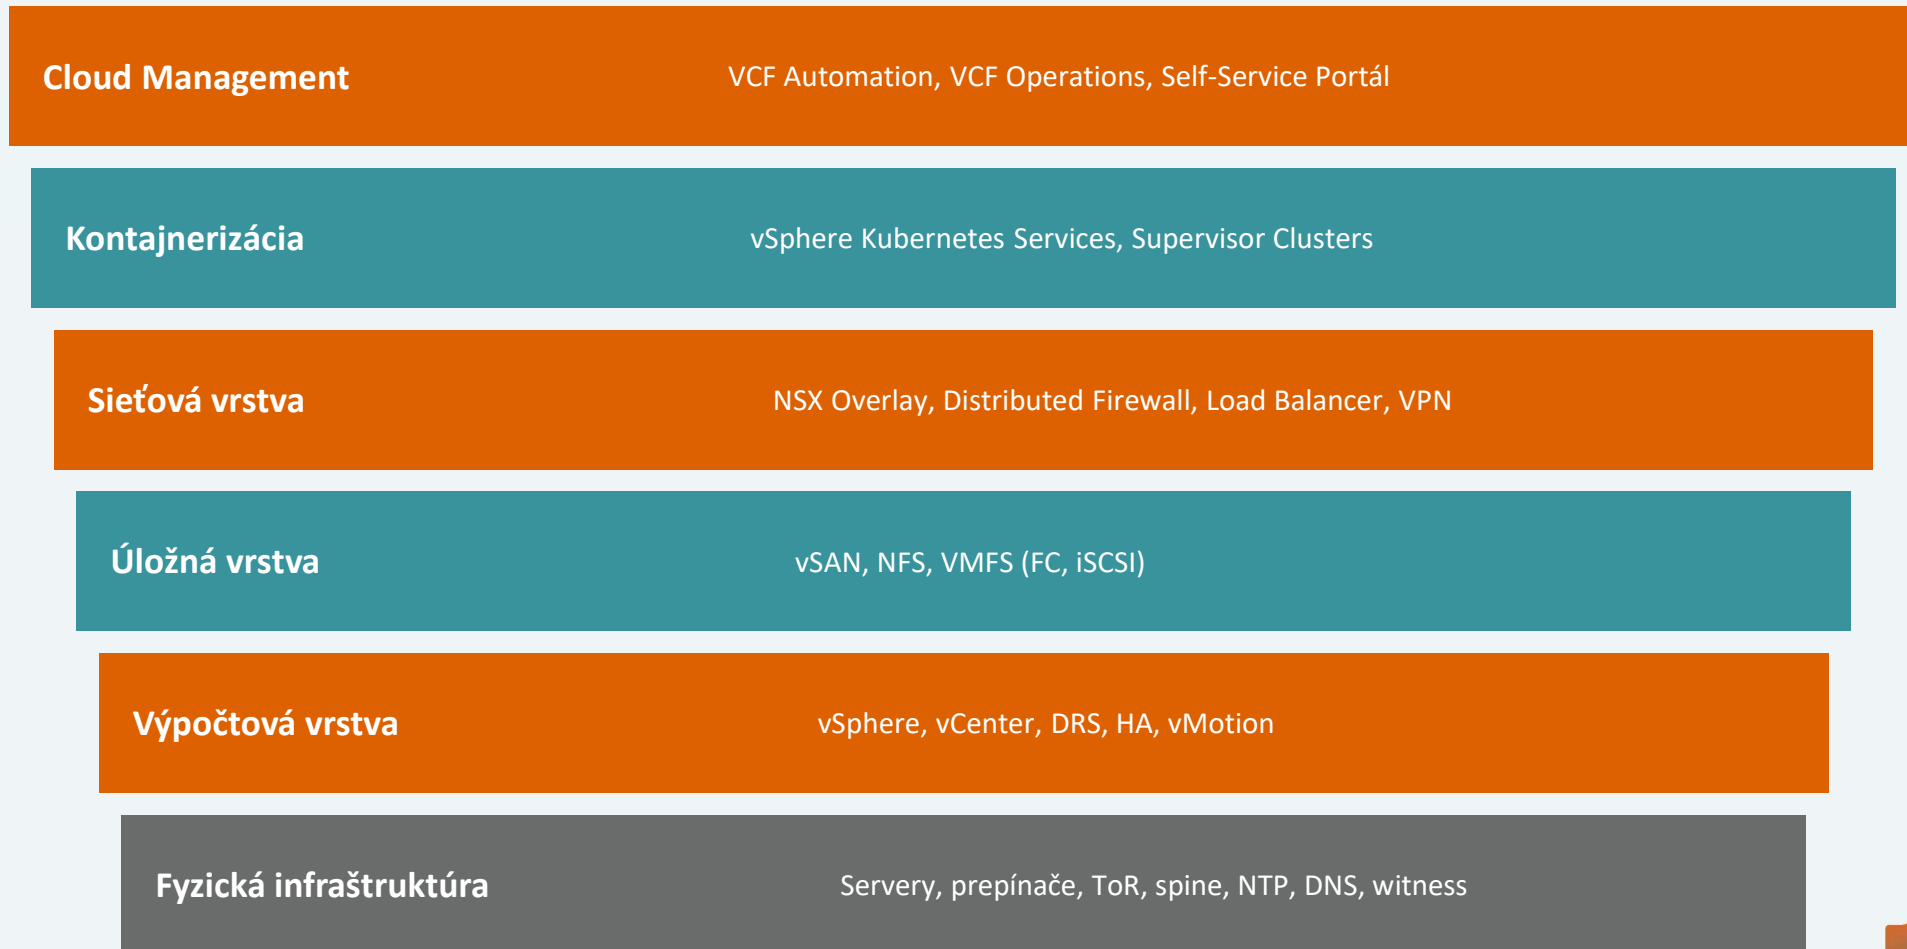 Cloud Management
VCF Automation, VCF Operations, Self-Service Portál
Kontajnerizácia
vSphere Kubernetes Services, Supervisor Clusters
Sieťová vrstva
NSX Overlay, Distributed Firewall, Load Balancer, VPN
Úložná vrstva
vSAN, NFS, VMFS (FC, iSCSI)
Výpočtová vrstva
vSphere, vCenter, DRS, HA, vMotion
Fyzická infraštruktúra
Servery, prepínače, ToR, spine, NTP, DNS, witness